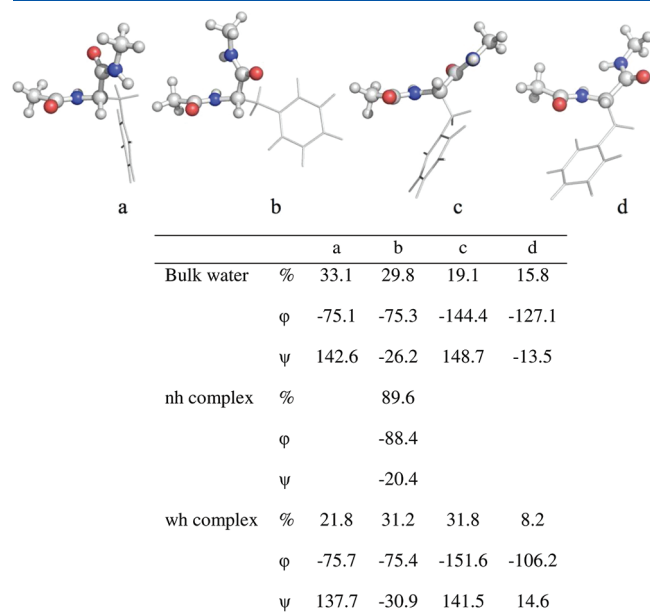 a b c d
a b c d
Bulk water % 33.1 29.8 19.1 15.8
φ -75.1 -75.3 -144.4 -127.1
ψ 142.6 -26.2 148.7 -13.5
nh complex % 89.6
φ -88.4
ψ -20.4
wh complex % 21.8 31.2 31.8 8.2
φ -75.7 -75.4 -151.6 -106.2
ψ 137.7 -30.9 141.5 14.6